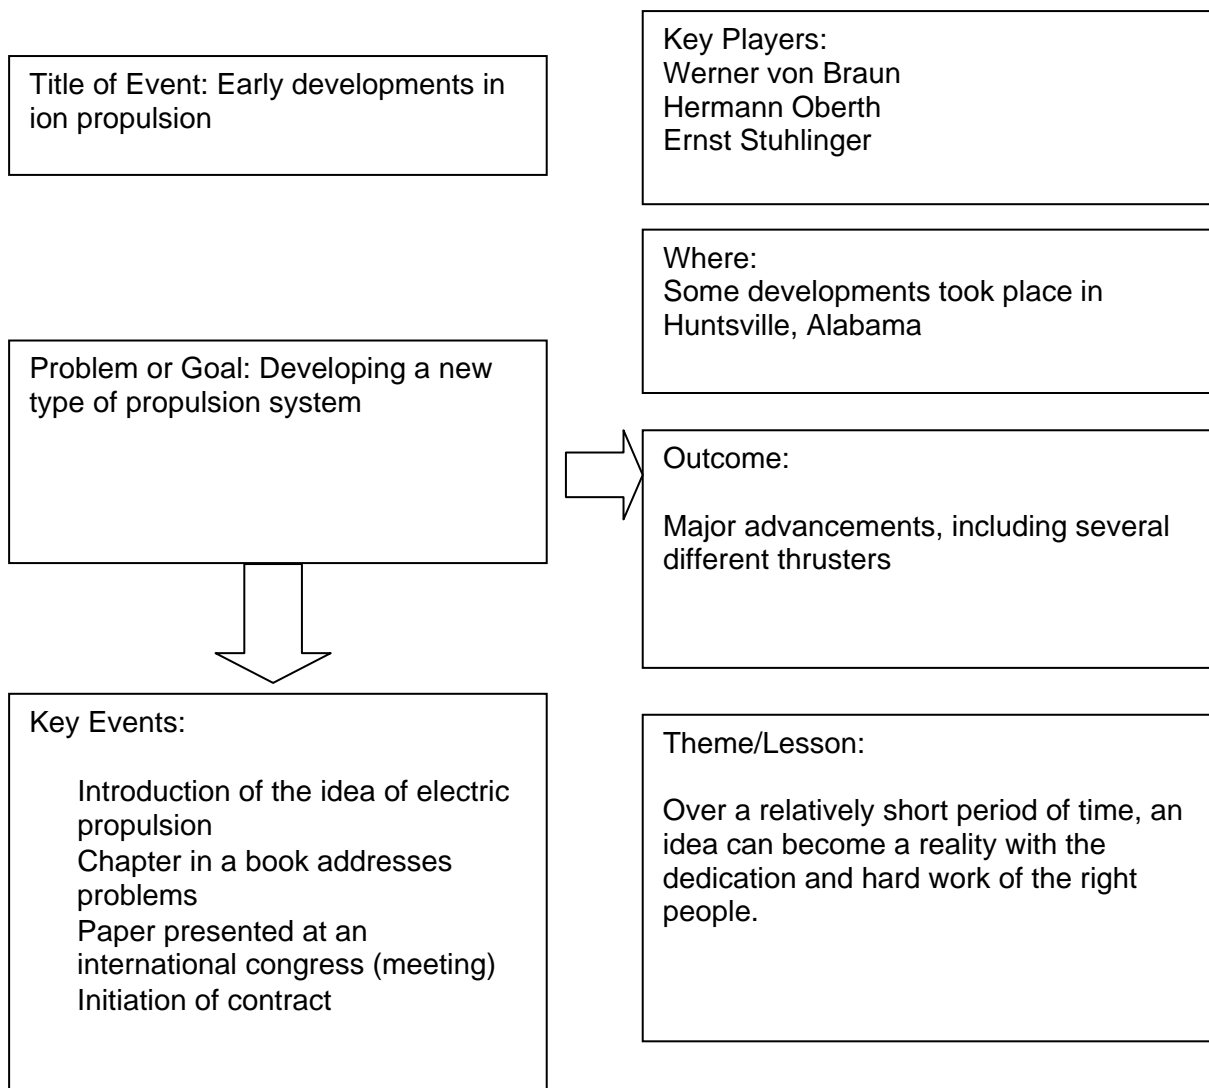 Title of Event: Early developments in
ion propulsion
Key Players:
Werner von Braun
Hermann Oberth
Ernst Stuhlinger
Where:
Some developments took place in
Huntsville, Alabama
Problem or Goal: Developing a new
type of propulsion system
Outcome:
Major advancements, including several
different thrusters
Key Events:
Introduction of the idea of electric
propulsion
Chapter in a book addresses
problems
Paper presented at an
international congress (meeting)
Initiation of contract
Theme/Lesson:
Over a relatively short period of time, an
idea can become a reality with the
dedication and hard work of the right
people.